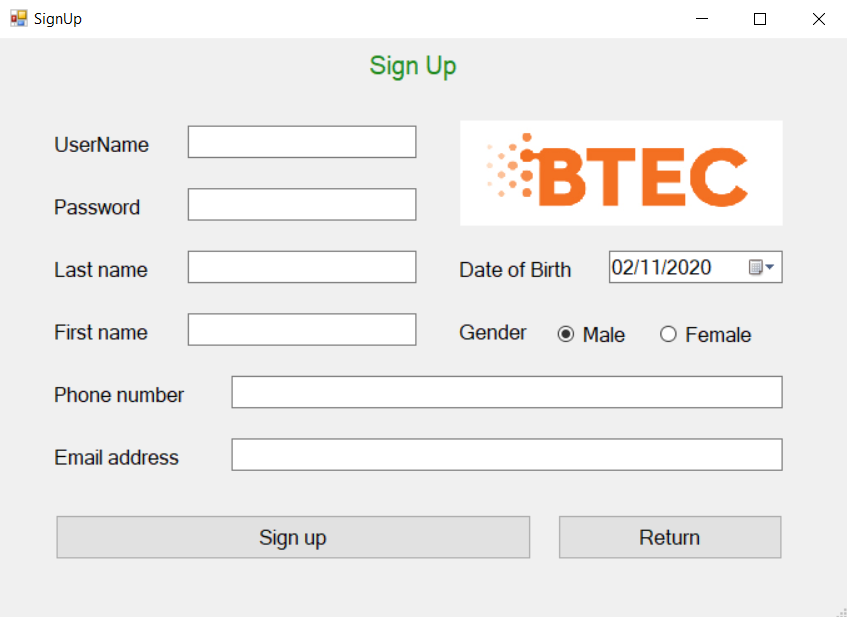 SignUp
Sign Up
UserName
BTEC
Password
Last name
Date of Birth 02/11/2020
First name
Gender Male Female
Phone number
Email address
Sign up Return